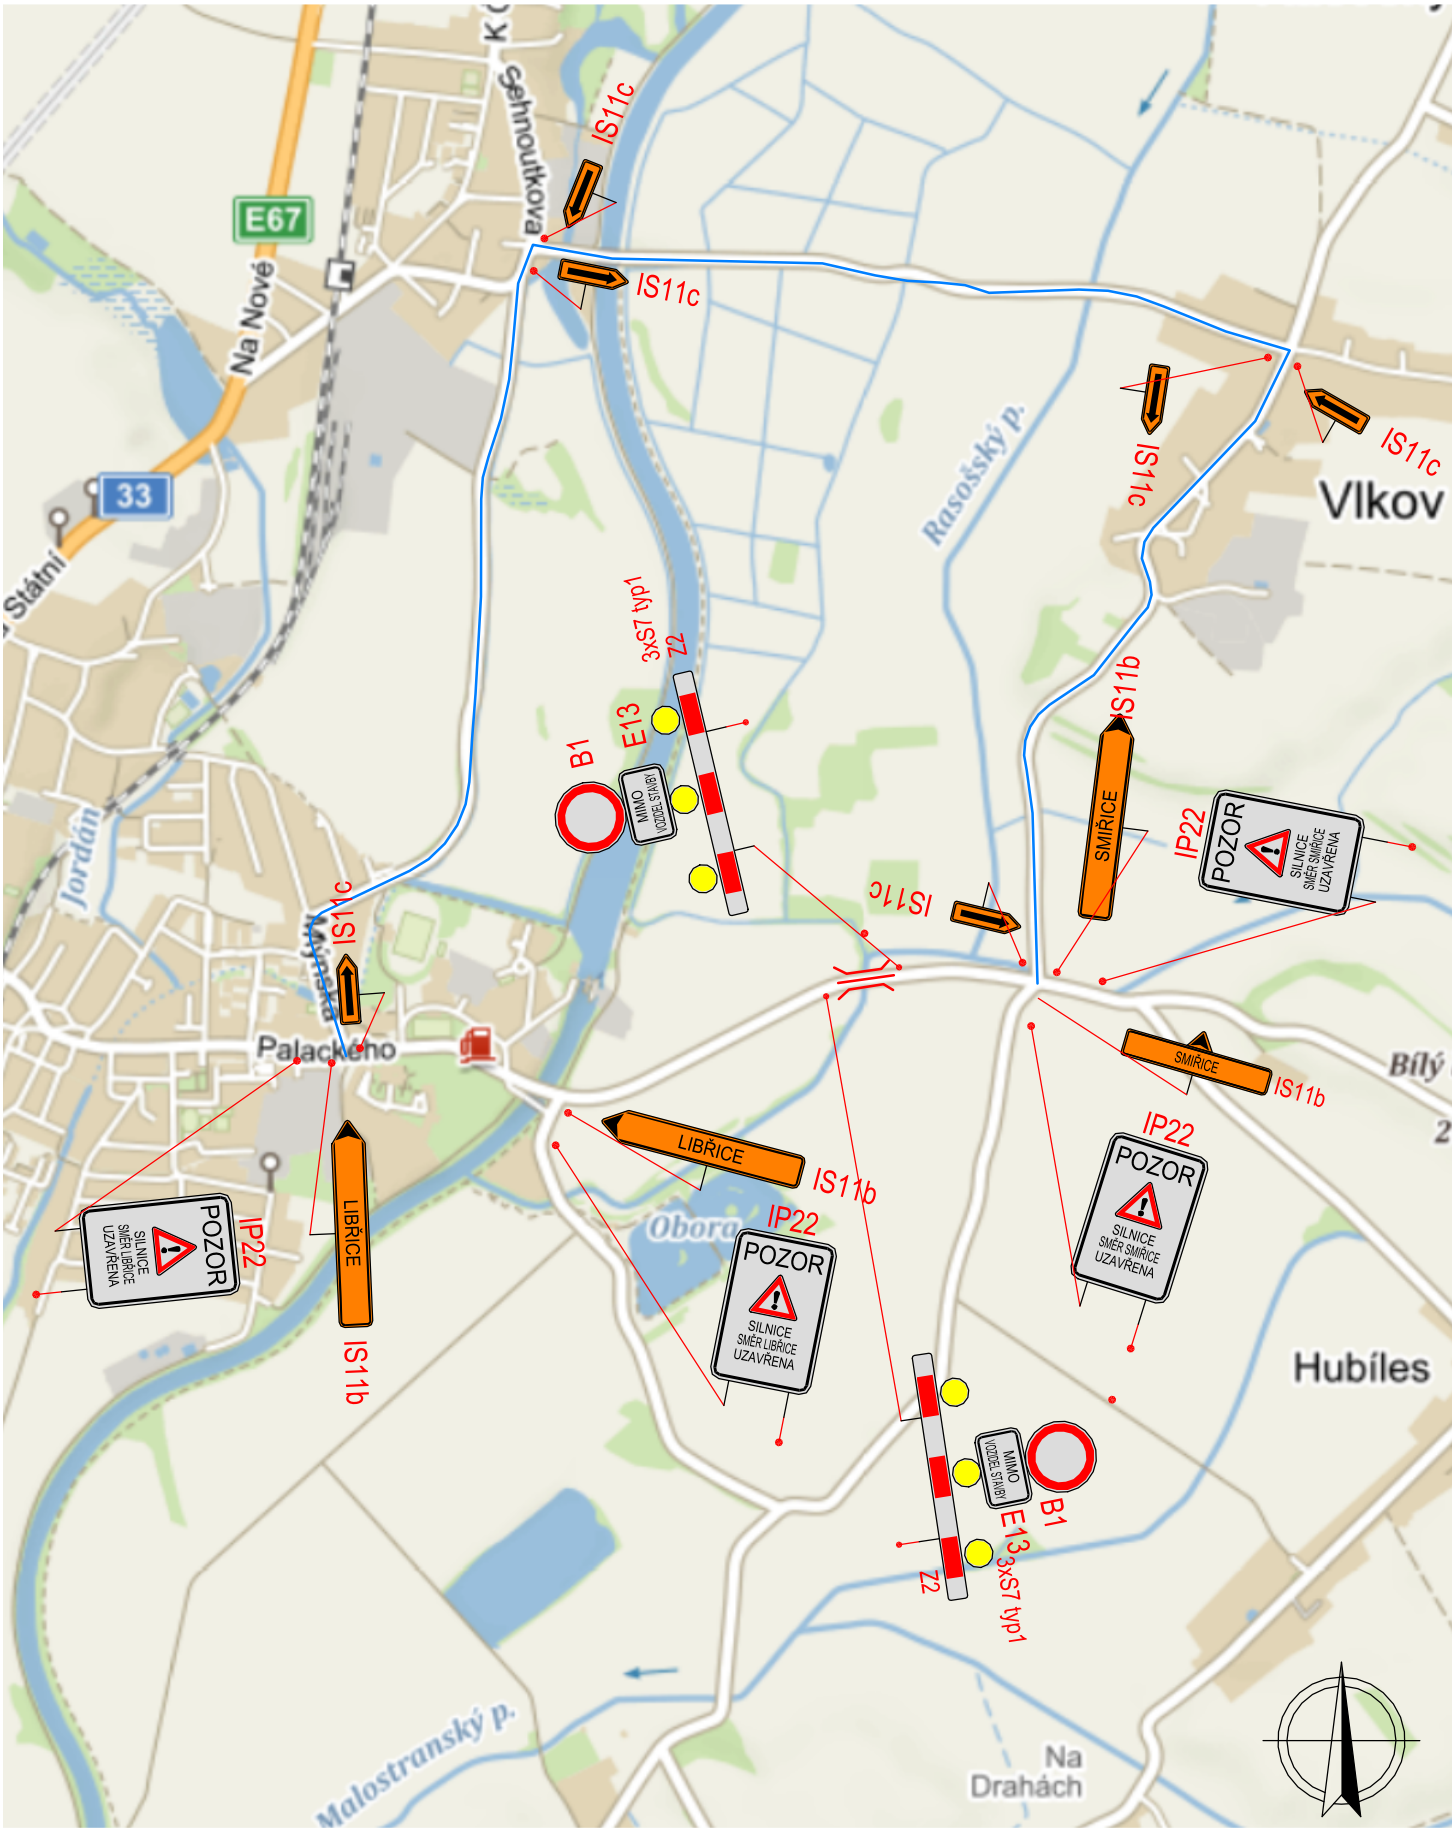 K
Sehnoutkova
IS11c
E67
IS11c
Na Nové
IS11c
IS11c
33
Vlkov
Rasošský p.
Státní
3xS7 typ1
Z2
IS11b
E13
B1
MIMO
VOZIDEL STAVBY
SMIŘICE
IP22
POZOR
SILNICE
SMĚR SMIŘICE
UZAVŘENA
Jordán
IS11c
IS11c
Mýnská
Palackého
SMIŘICE
IS11b
Bílý
2
IP22
POZOR
SILNICE
SMĚR SMIŘICE
UZAVŘENA
LIBŘICE
IS11b
LIBŘICE
IS11b
IP22
POZOR
SILNICE
SMĚR LIBŘICE
UZAVŘENA
Obora
IP22
POZOR
SILNICE
SMĚR LIBŘICE
UZAVŘENA
Hubíles
MIMO
VOZIDEL STAVBY
B1
E13
Z2
3xS7 typ1
Malostranský p.
Na
Drahách